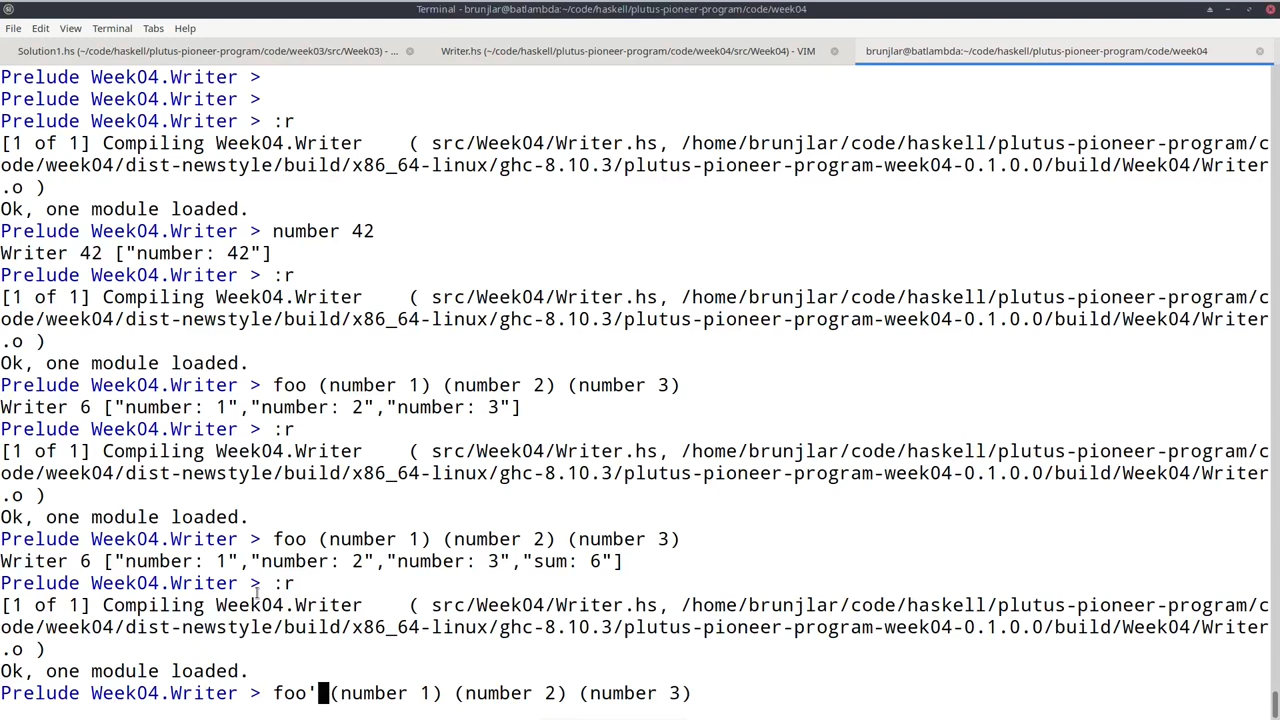 Terminal - brunjlar@batlambda:~/code/haskell/plutus-pioneer-program/code/week04
File Edit View Terminal Tabs Help
Solution1.hs (~/code/haskell/plutus-pioneer-program/code/week03/src/Week03) - ... Writer.hs (~/code/haskell/plutus-pioneer-program/code/week04/src/Week04) - VIM brunjlar@batlambda:~/code/haskell/plutus-pioneer-program/code/week04
Prelude Week04.Writer >
Prelude Week04.Writer >
Prelude Week04.Writer > :r
[1 of 1] Compiling Week04.Writer    ( src/Week04/Writer.hs, /home/brunjlar/code/haskell/plutus-pioneer-program/c
ode/week04/dist-newstyle/build/x86_64-linux/ghc-8.10.3/plutus-pioneer-program-week04-0.1.0.0/build/Week04/Writer
.o )
Ok, one module loaded.
Prelude Week04.Writer > number 42
Writer 42 ["number: 42"]
Prelude Week04.Writer > :r
[1 of 1] Compiling Week04.Writer    ( src/Week04/Writer.hs, /home/brunjlar/code/haskell/plutus-pioneer-program/c
ode/week04/dist-newstyle/build/x86_64-linux/ghc-8.10.3/plutus-pioneer-program-week04-0.1.0.0/build/Week04/Writer
.o )
Ok, one module loaded.
Prelude Week04.Writer > foo (number 1) (number 2) (number 3)
Writer 6 ["number: 1","number: 2","number: 3"]
Prelude Week04.Writer > :r
[1 of 1] Compiling Week04.Writer    ( src/Week04/Writer.hs, /home/brunjlar/code/haskell/plutus-pioneer-program/c
ode/week04/dist-newstyle/build/x86_64-linux/ghc-8.10.3/plutus-pioneer-program-week04-0.1.0.0/build/Week04/Writer
.o )
Ok, one module loaded.
Prelude Week04.Writer > foo (number 1) (number 2) (number 3)
Writer 6 ["number: 1","number: 2","number: 3","sum: 6"]
Prelude Week04.Writer > :r
[1 of 1] Compiling Week04.Writer    ( src/Week04/Writer.hs, /home/brunjlar/code/haskell/plutus-pioneer-program/c
ode/week04/dist-newstyle/build/x86_64-linux/ghc-8.10.3/plutus-pioneer-program-week04-0.1.0.0/build/Week04/Writer
.o )
Ok, one module loaded.
Prelude Week04.Writer > foo' (number 1) (number 2) (number 3)